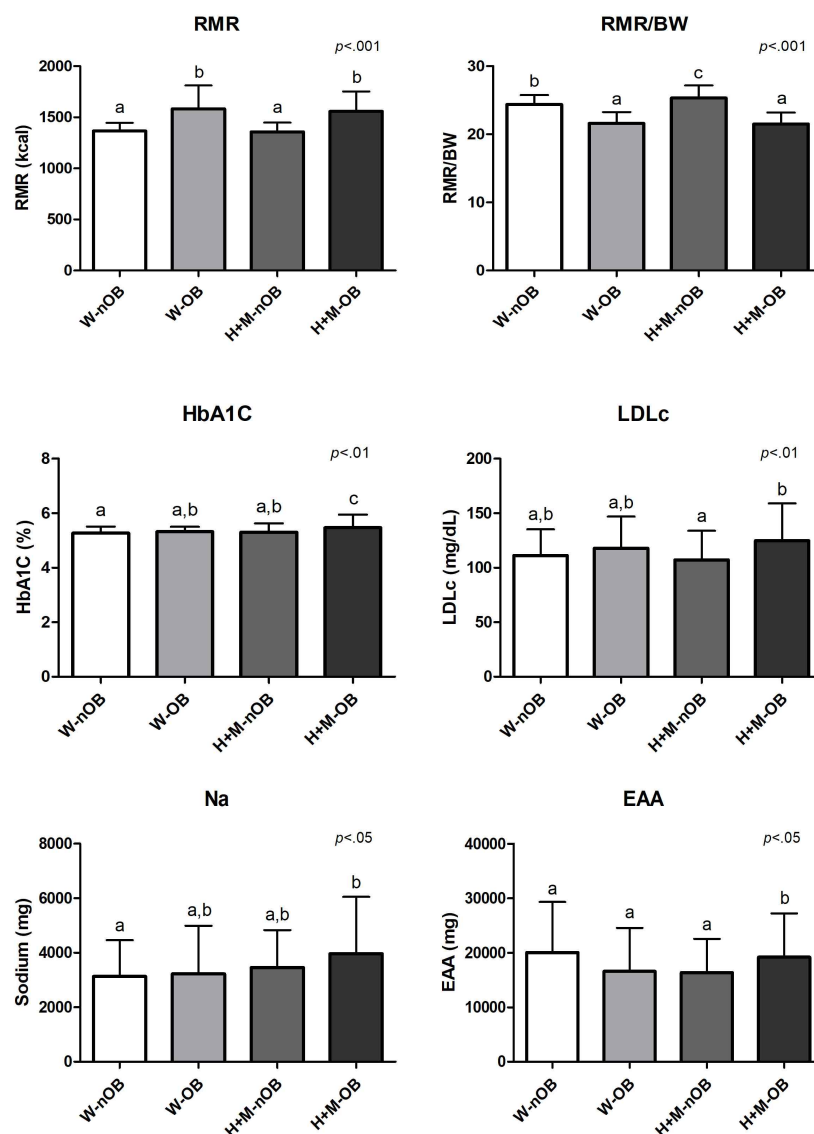 RMR
p<.001
RMR (kcal)
2000
1500
1000
500
0
a
b
a
b
W-nOB
W-OB
H+M-nOB
H+M-OB
RMR/BW
p<.001
RMR/BW
30
20
10
0
b
a
c
a
W-nOB
W-OB
H+M-nOB
H+M-OB
HbA1C
p<.01
HbA1C (%)
8
6
4
2
0
a
a,b
a,b
c
W-nOB
W-OB
H+M-nOB
H+M-OB
LDLc
p<.01
LDLc (mg/dL)
200
150
100
50
0
a,b
a,b
a
b
W-nOB
W-OB
H+M-nOB
H+M-OB
Na
p<.05
Sodium (mg)
8000
6000
4000
2000
0
a
a,b
a,b
b
W-nOB
W-OB
H+M-nOB
H+M-OB
EAA
p<.05
EAA (mg)
40000
30000
20000
10000
0
a
a
a
b
W-nOB
W-OB
H+M-nOB
H+M-OB